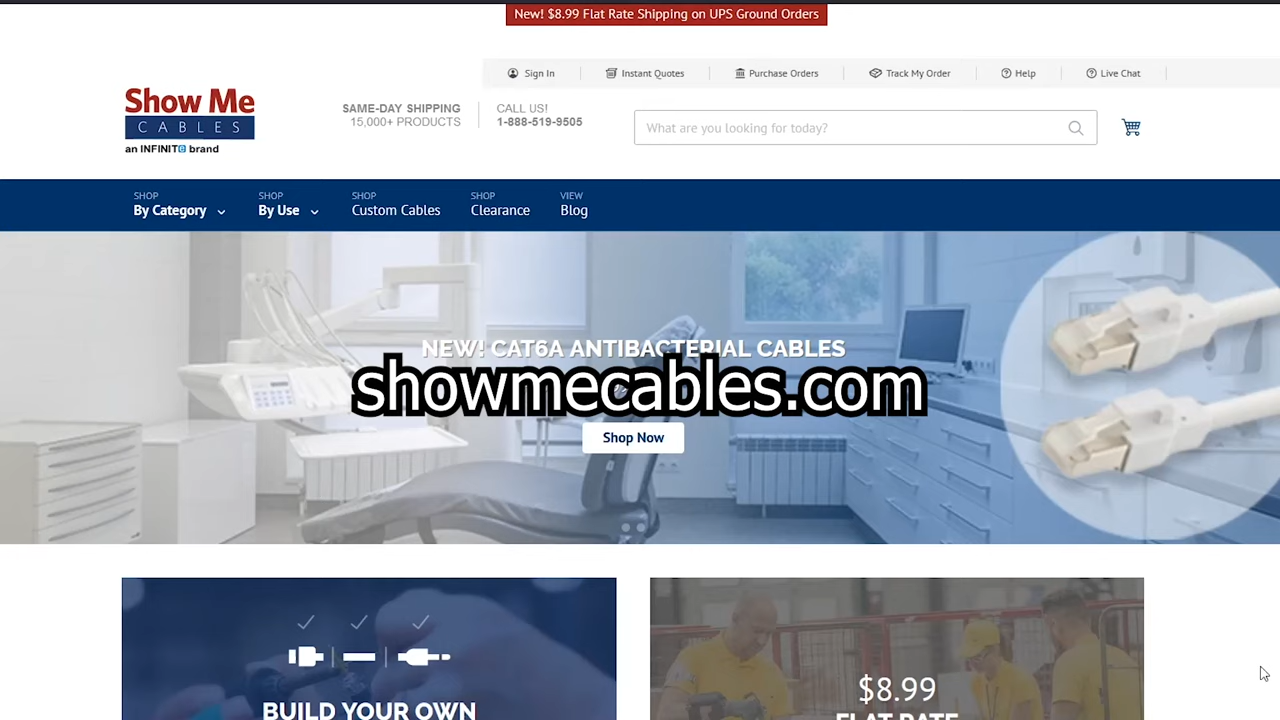 New! $8.99 Flat Rate Shipping on UPS Ground Orders
Sign In
Instant Quotes
Purchase Orders
Track My Order
Help
Live Chat
Show Me
CABLES
an INFINIT@ brand
SAME-DAY SHIPPING
15,000+ PRODUCTS
CALL US!
1-888-519-9505
What are you looking for today?
SHOP
By Category
SHOP
By Use
SHOP
Custom Cables
SHOP
Clearance
VIEW
Blog
NEW! CAT6A ANTIBACTERIAL CABLES
showmecables.com
Shop Now
BUILD YOUR OWN
$8.99
FLAT RATE